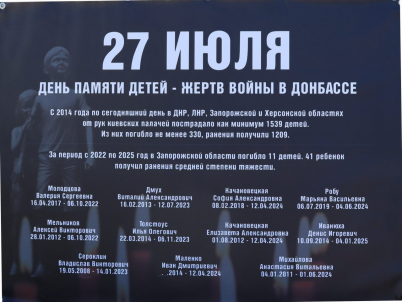 27 ИЮЛЯ
ДЕНЬ ПАМЯТИ ДЕТЕЙ - ЖЕРТВ ВОЙНЫ В ДОНБАССЕ
С 2014 года по сегодняшний день в ДНР, ЛНР, Запорожской и Херсонской областях
от рук киевских палачей пострадало как минимум 1539 детей.
Из них погибло не менее 330, ранения получили 1209.
За период с 2022 по 2025 год в Запорожской области погибло 11 детей. 41 ребенок
получил ранения средней степени тяжести.
Молодцова Дмух Качановецкая Робу
Валерия Сергеевна Виталий Александрович София Александровна Марьяна Васильевна
16.04.2017 - 06.10.2022 16.02.2013 - 12.07.2023 08.02.2018 - 12.04.2024 06.07.2019 - 04.06.2024
Мельников Толстоус Качановецкая Иванюха
Алексей Викторович Илья Олегович Елизавета Александровна Денис Игоревич
28.01.2012 - 06.10.2022 22.03.2014 - 06.11.2023 01.08.2012 - 12.04.2024 10.09.2014 - 04.01.2025
Сероклин Маленко Михайлова
Владислав Викторович Иван Дмитриевич Анастасия Витальевна
19.05.2008 - 14.01.2023 . .2014 - 12.04.2024 04.01.2011 - 01.06.2024